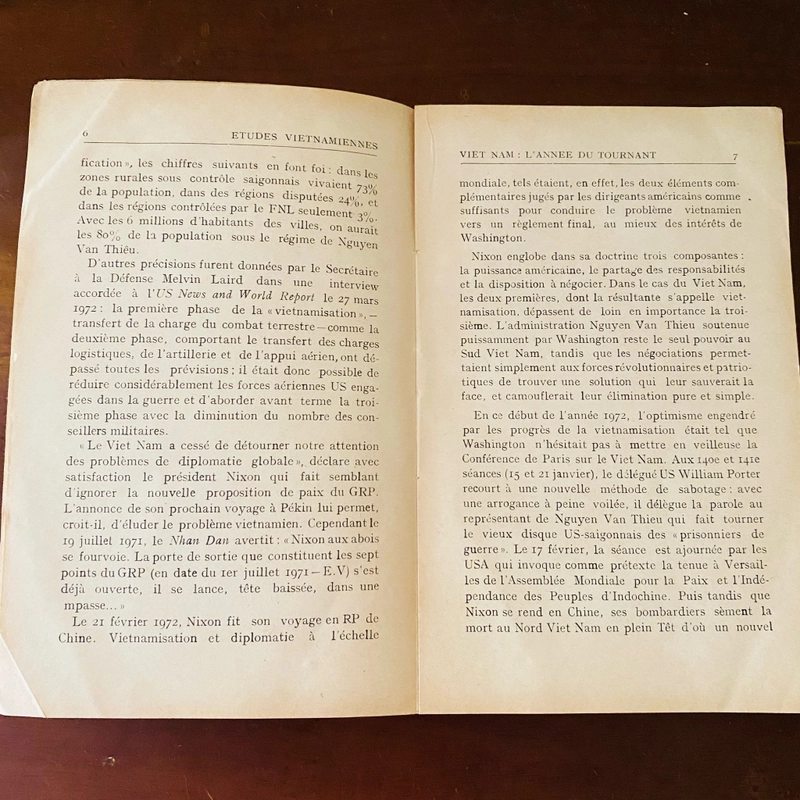 6
ETUDES VIETNAMIENNES
fication», les chiffres suivants en font foi : dans les
zones rurales sous contrôle saigonnais vivaient 73%
de la population, dans des régions disputées 24%, et
dans les régions contrôlées par le FNL seulement 3%.
Avec les 6 millions d'habitants des villes, on aurait
les 80% de la population sous le régime de Nguyen
Van Thiêu.
D'autres précisions furent données par le Secrétaire
à la Défense Melvin Laird dans une interview
accordée à l'US News and World Report le 27 mars
1972 : la première phase de la «vietnamisation», —
transfert de la charge du combat terrestre — comme la
deuxième phase, comportant le transfert des charges
logistiques, de l'artillerie et de l'appui aérien, ont dé-
passé toutes les prévisions ; il était donc possible de
réduire considérablement les forces aériennes US enga-
gées dans la guerre et d'aborder avant terme la troi-
sième phase avec la diminution du nombre des con-
seillers militaires.
«Le Viet Nam a cessé de détourner notre attention
des problèmes de diplomatie globale», déclare avec
satisfaction le président Nixon qui fait semblant
d'ignorer la nouvelle proposition de paix du GRP.
L'annonce de son prochain voyage à Pékin lui permet,
croit-il, d'éluder le problème vietnamien. Cependant le
19 juillet 1971, le Nhan Dan avertit : «Nixon aux abois
se fourvoie. La porte de sortie que constituent les sept
points du GRP (en date du 1er juillet 1971 — E.V) s'est
déjà ouverte, il se lance, tête baissée, dans une
mpasse...»
Le 21 février 1972, Nixon fit son voyage en RP de
Chine. Vietnamisation et diplomatie à l'échelle
VIET NAM : L'ANNEE DU TOURNANT
7
mondiale, tels étaient, en effet, les deux éléments com-
plémentaires jugés par les dirigeants américains comme
suffisants pour conduire le problème vietnamien
vers un règlement final, au mieux des intérêts de
Washington.
Nixon englobe dans sa doctrine trois composantes :
la puissance américaine, le partage des responsabilités
et la disposition à négocier. Dans le cas du Viet Nam,
les deux premières, dont la résultante s'appelle viet-
namisation, dépassent de loin en importance la troi-
sième. L'administration Nguyen Van Thieu soutenue
puissamment par Washington reste le seul pouvoir au
Sud Viet Nam, tandis que les négociations permet-
taient simplement aux forces révolutionnaires et patrio-
tiques de trouver une solution qui leur sauverait la
face, et camouflerait leur élimination pure et simple.
En ce début de l'année 1972, l'optimisme engendré
par les progrès de la vietnamisation était tel que
Washington n'hésitait pas à mettre en veilleuse la
Conférence de Paris sur le Viet Nam. Aux 140e et 141e
séances (15 et 21 janvier), le délégué US William Porter
recourt à une nouvelle méthode de sabotage : avec
une arrogance à peine voilée, il délègue la parole au
représentant de Nguyen Van Thieu qui fait tourner
le vieux disque US-saigonnais des «prisonniers de
guerre». Le 17 février, la séance est ajournée par les
USA qui invoque comme prétexte la tenue à Versail-
les de l'Assemblée Mondiale pour la Paix et l'Indé-
pendance des Peuples d'Indochine. Puis tandis que
Nixon se rend en Chine, ses bombardiers sèment la
mort au Nord Viet Nam en plein Têt d'où un nouvel